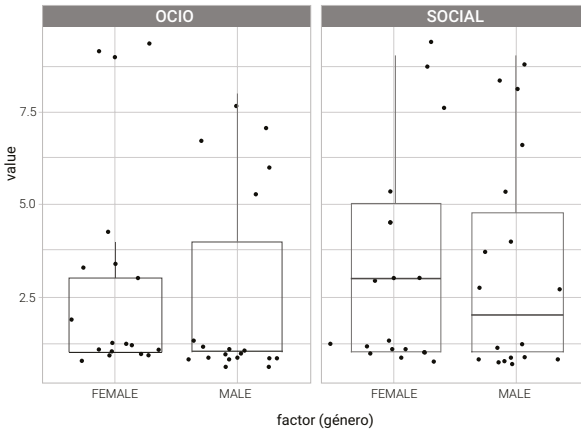 OCIO SOCIAL
value
7.5
5.0
2.5
FEMALE MALE FEMALE MALE
factor (género)